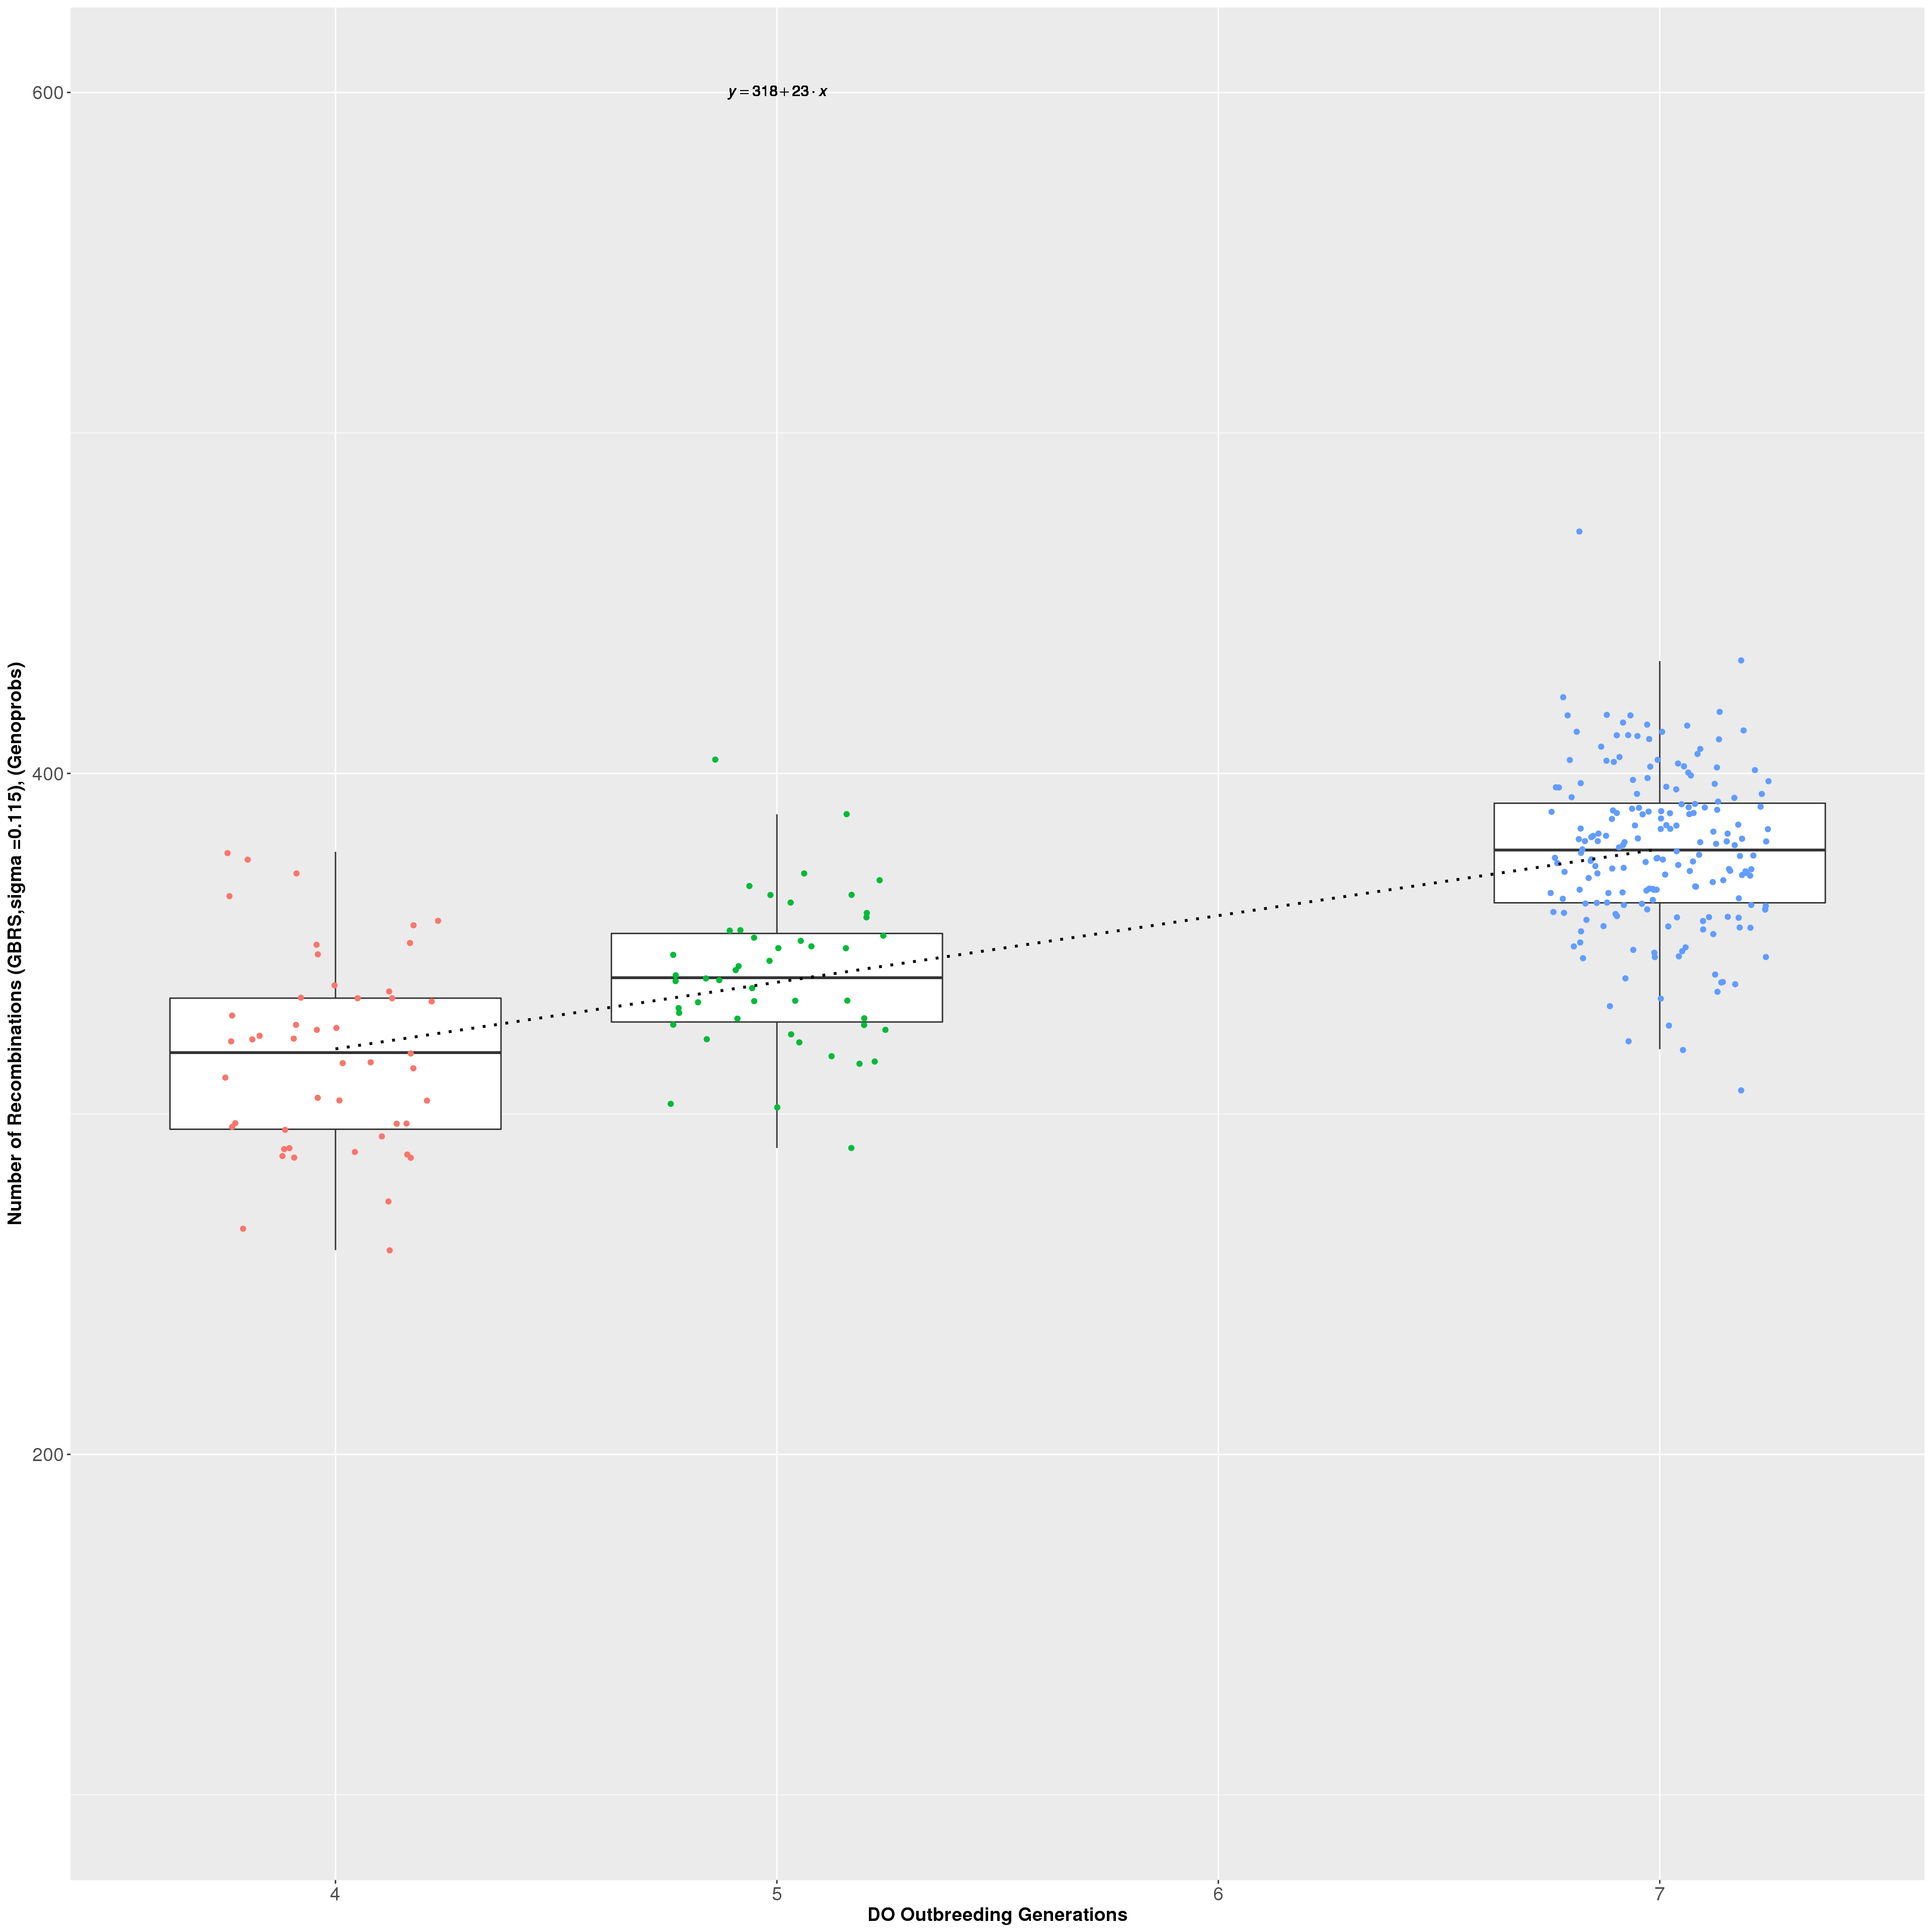 y = 318 + 23 · x
600
400
200
Number of Recombinations (GBRS,sigma =0.115), (Genoprobs)
4 5 6 7
DO Outbreeding Generations